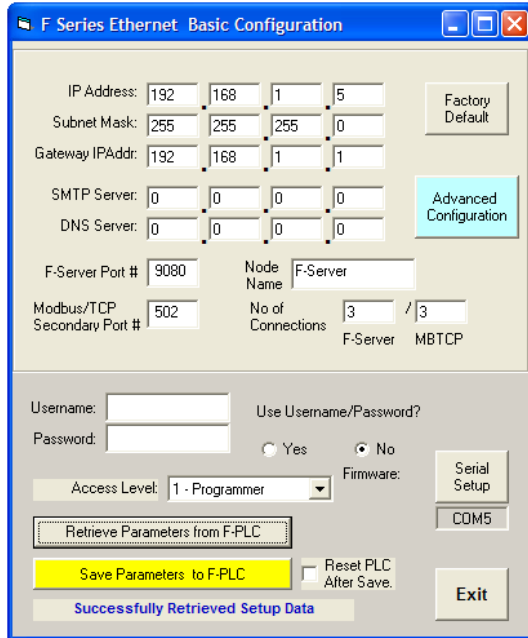 F Series Ethernet Basic Configuration
IP Address: 192 . 168 . 1 . 5
Factory Default
Subnet Mask: 255 . 255 . 255 . 0
Gateway IPAddr: 192 . 168 . 1 . 1
SMTP Server: 0 . 0 . 0 . 0
Advanced Configuration
DNS Server: 0 . 0 . 0 . 0
F-Server Port # 9080
Node Name F-Server
Modbus/TCP Secondary Port # 502
No of Connections 3 / 3
F-Server MBTCP
Username:
Use Username/Password?
Password:
Yes No
Firmware:
Serial Setup
Access Level: 1 - Programmer
COM5
Retrieve Parameters from F-PLC
Save Parameters to F-PLC
Reset PLC After Save.
Exit
Successfully Retrieved Setup Data